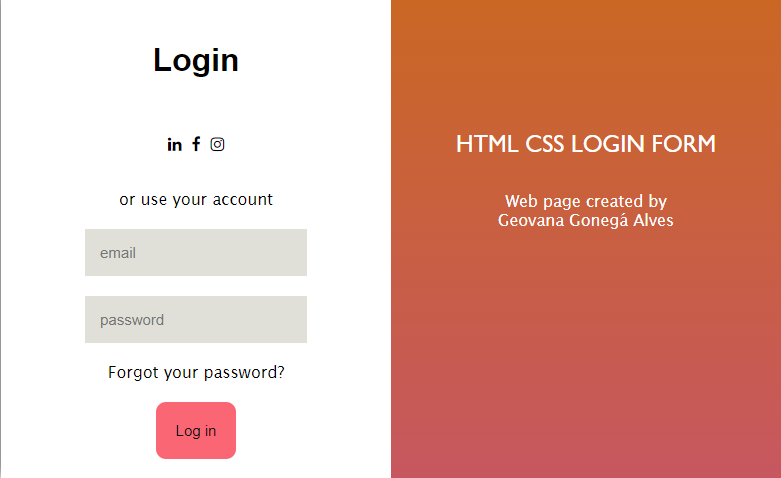 Login
or use your account
email
password
Forgot your password?
Log in
HTML CSS LOGIN FORM
Web page created by
Geovana Gonegá Alves